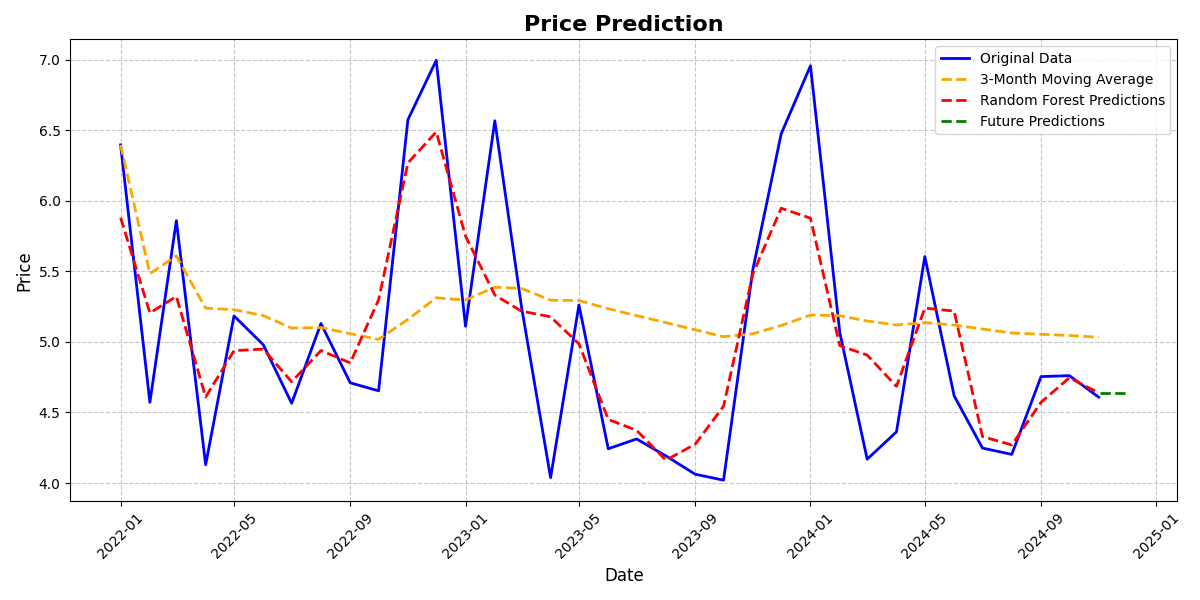 Price Prediction
Original Data
3-Month Moving Average
Random Forest Predictions
Future Predictions
Price
7.0
6.5
6.0
5.5
5.0
4.5
4.0
2022-01
2022-05
2022-09
2023-01
2023-05
2023-09
2024-01
2024-05
2024-09
2025-01
Date